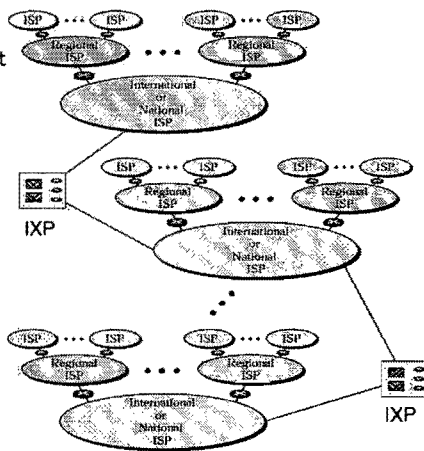 ISP ISP ISP ISP
t
Regional ISP Regional ISP
International
or
National
ISP
IXP
ISP ISP ISP ISP
Regional ISP Regional ISP
International
or
National
ISP
ISP ISP ISP ISP
Regional ISP Regional ISP
International
or
National
ISP
IXP